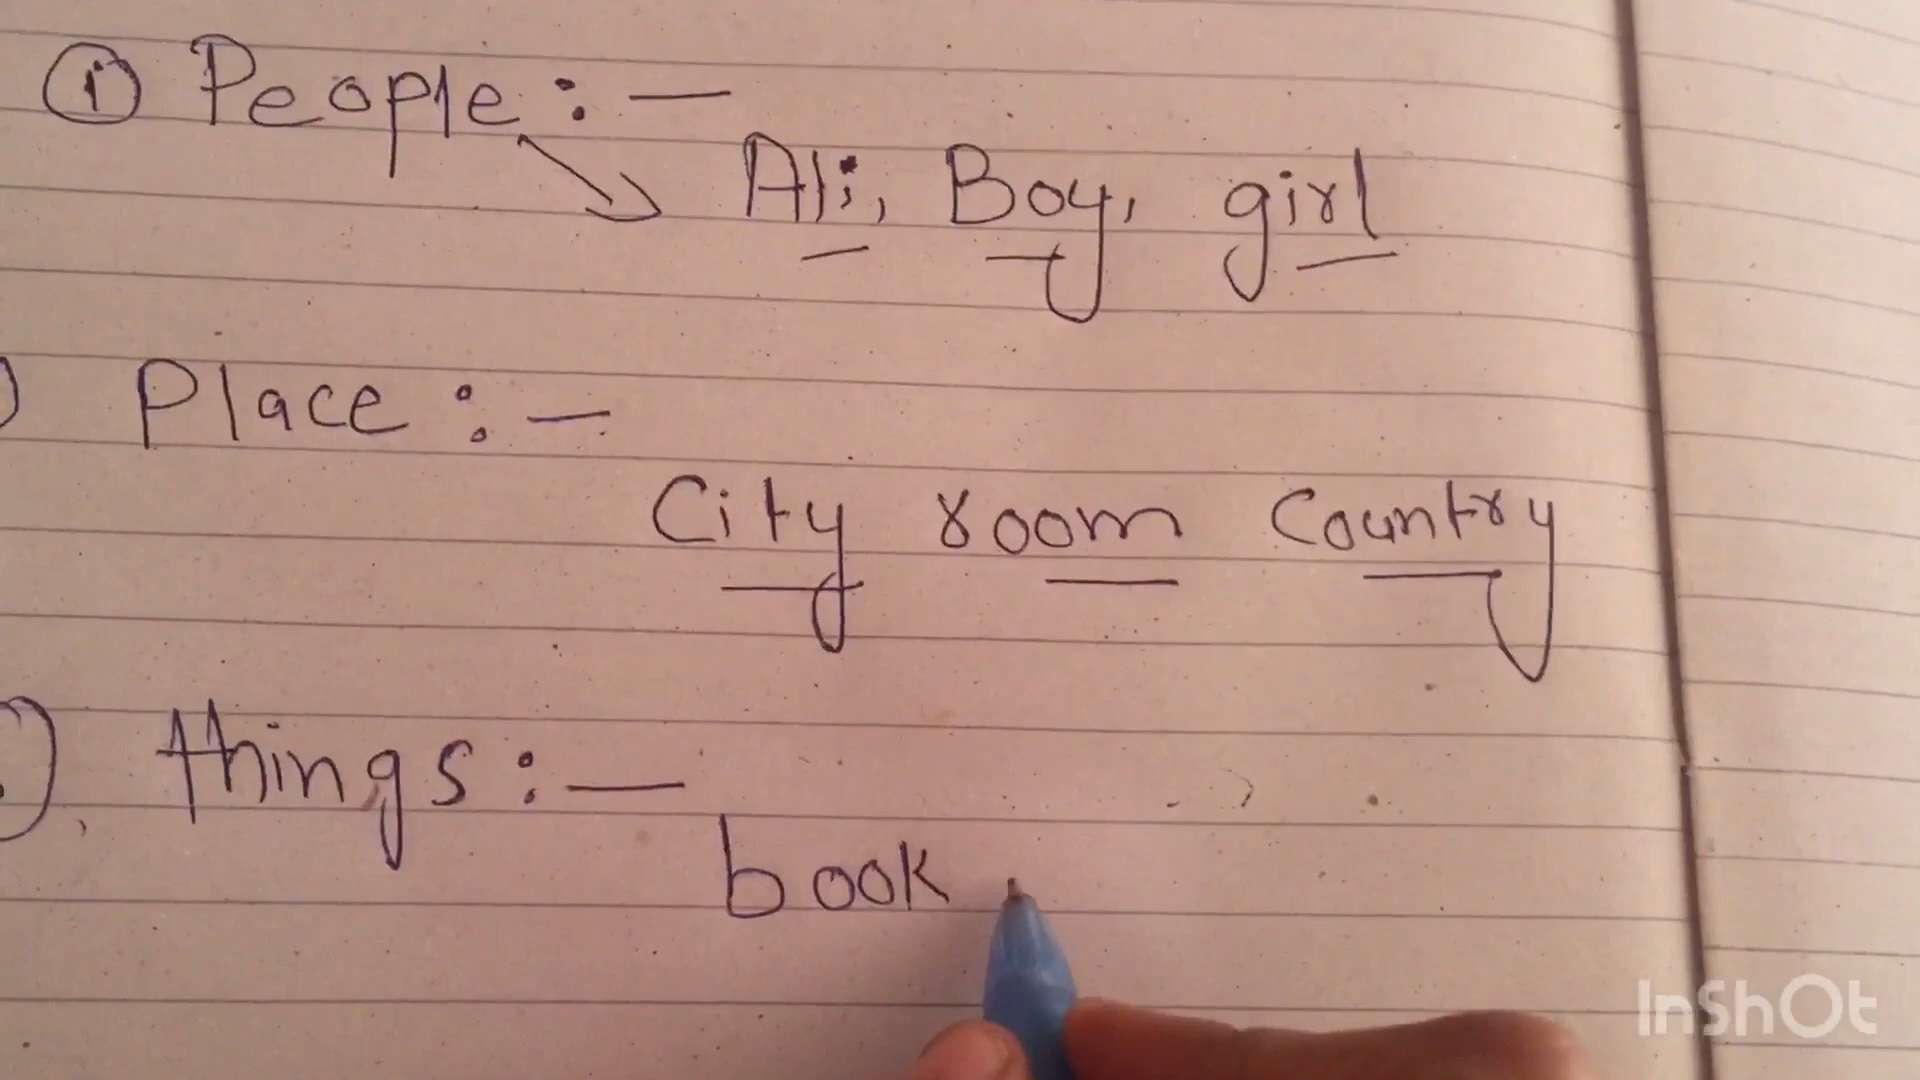 ① People :—
Ali, Boy, girl
Place :—
City room Country
things :—
book
InShOt